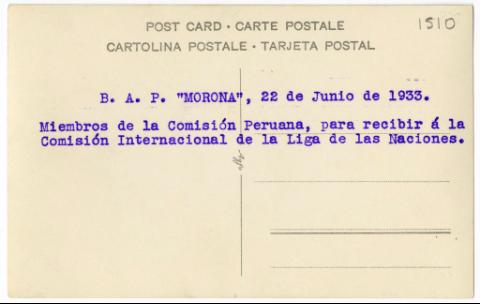 POST CARD · CARTE POSTALE
CARTOLINA POSTALE · TARJETA POSTAL
1510
B. A. P. "MORONA", 22 de Junio de 1933.
Miembros de la Comisión Peruana, para recibir á la
Comisión Internacional de la Liga de las Naciones.